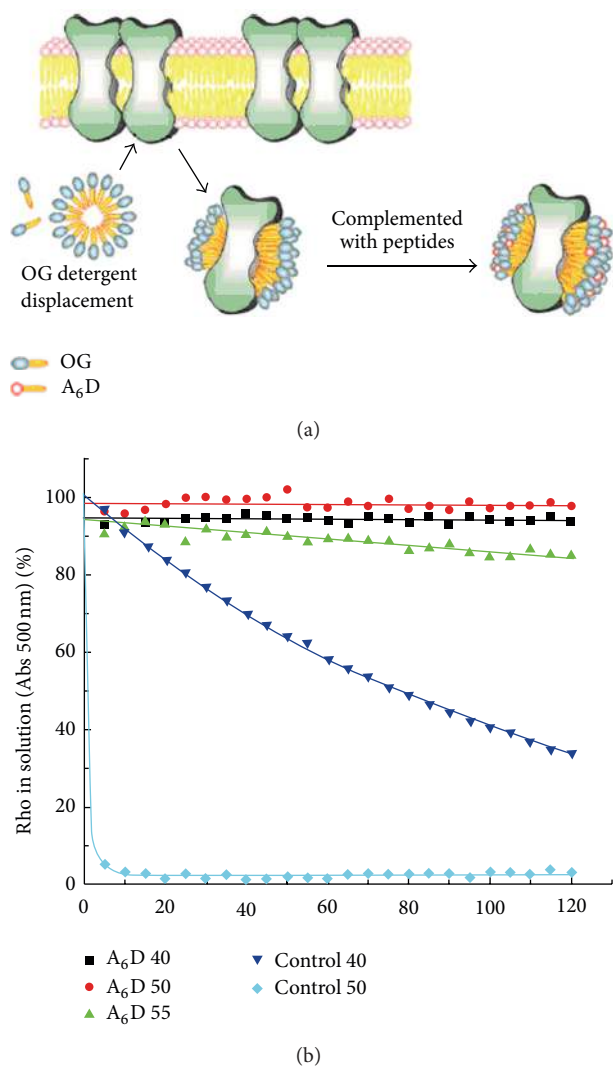 OG detergent
displacement
Complemented
with peptides
OG
A₆D
(a)
Rho in solution (Abs 500 nm) (%)
100
80
60
40
20
0
0 20 40 60 80 100 120
A₆D 40
A₆D 50
A₆D 55
Control 40
Control 50
(b)